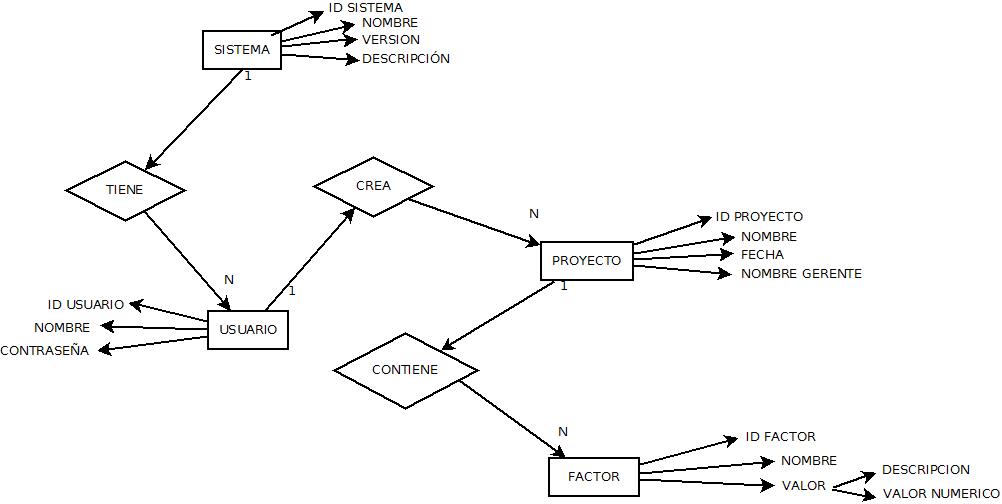 ID SISTEMA
NOMBRE
VERSION
DESCRIPCIÓN
SISTEMA
1
TIENE
N
CREA
N
1
USUARIO
ID USUARIO
NOMBRE
CONTRASEÑA
PROYECTO
ID PROYECTO
NOMBRE
FECHA
NOMBRE GERENTE
1
CONTIENE
N
FACTOR
ID FACTOR
NOMBRE
VALOR
DESCRIPCION
VALOR NUMERICO